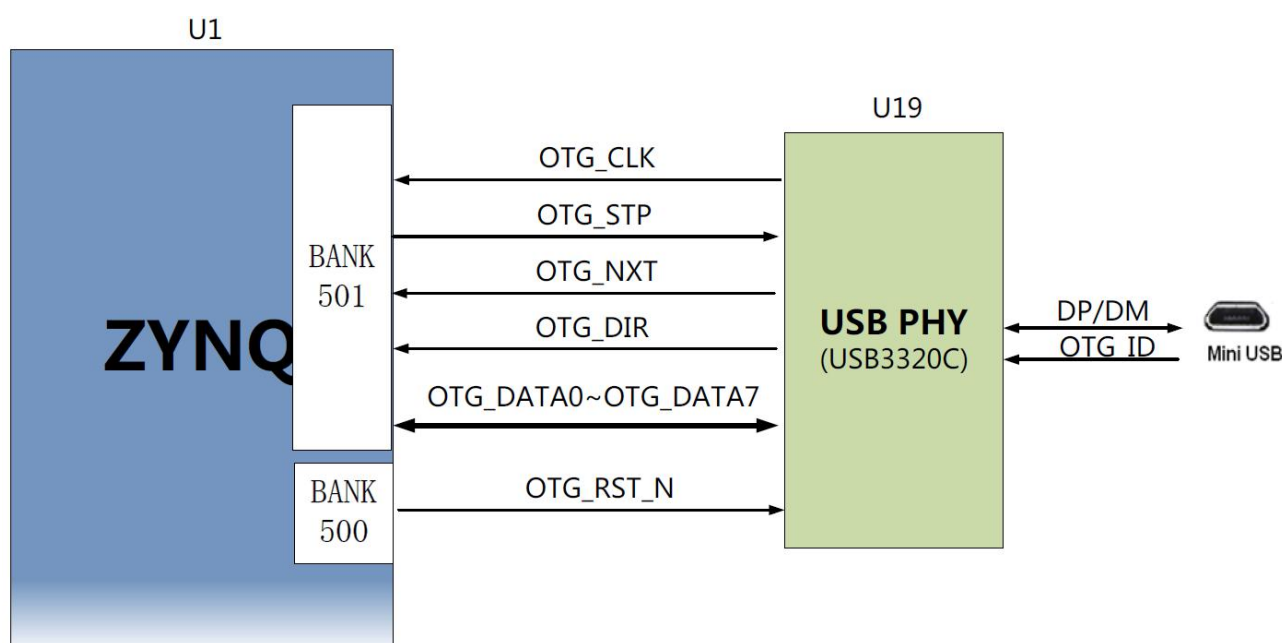 U1
U19
OTG_CLK
OTG_STP
BANK
501
OTG_NXT
ZYNQ
OTG_DIR
USB PHY
(USB3320C)
DP/DM
OTG_ID
Mini USB
OTG_DATA0~OTG_DATA7
BANK
500
OTG_RST_N